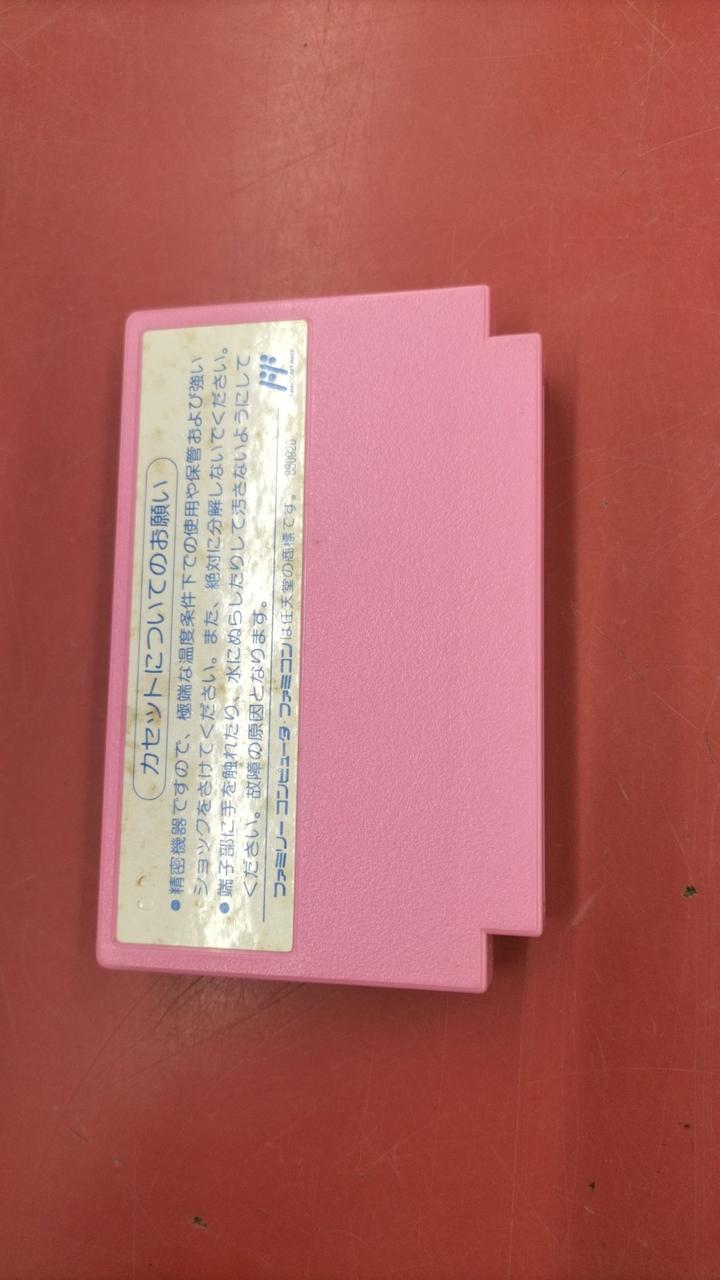 カセットについてのお願い
●精密機器ですので、極端な温度条件下での使用や保管および強い
ショックをさけてください。また、絶対に分解しないでください。
●端子部に手を触れたり、水にぬらしたりして汚さないようにして
ください。故障の原因となります。
ファミリー コンピュータ・ファミコンは任天堂の商標です。